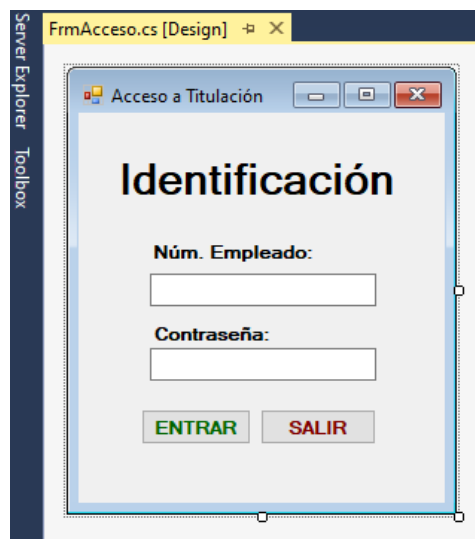 FrmAcceso.cs [Design]
Server Explorer
Toolbox
Acceso a Titulación
Identificación
Núm. Empleado:
Contraseña:
ENTRAR SALIR